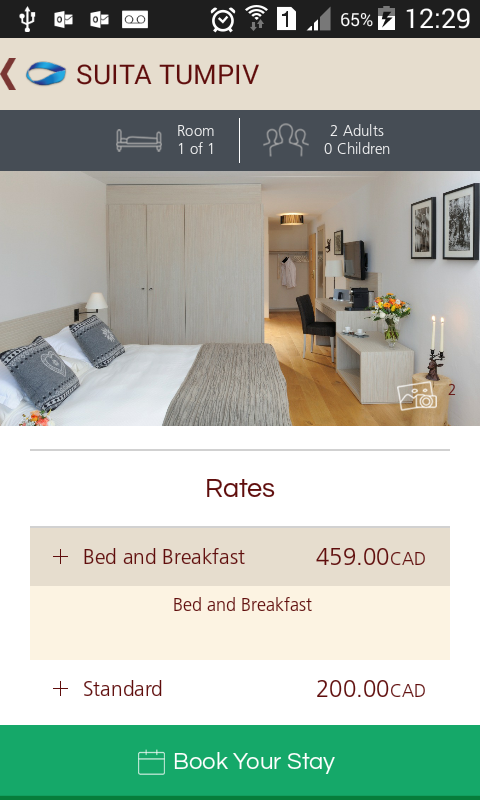 1
65%
12:29
SUITA TUMPIV
Room
1 of 1
2 Adults
0 Children
2
Rates
+ Bed and Breakfast 459.00CAD
Bed and Breakfast
+ Standard 200.00CAD
Book Your Stay